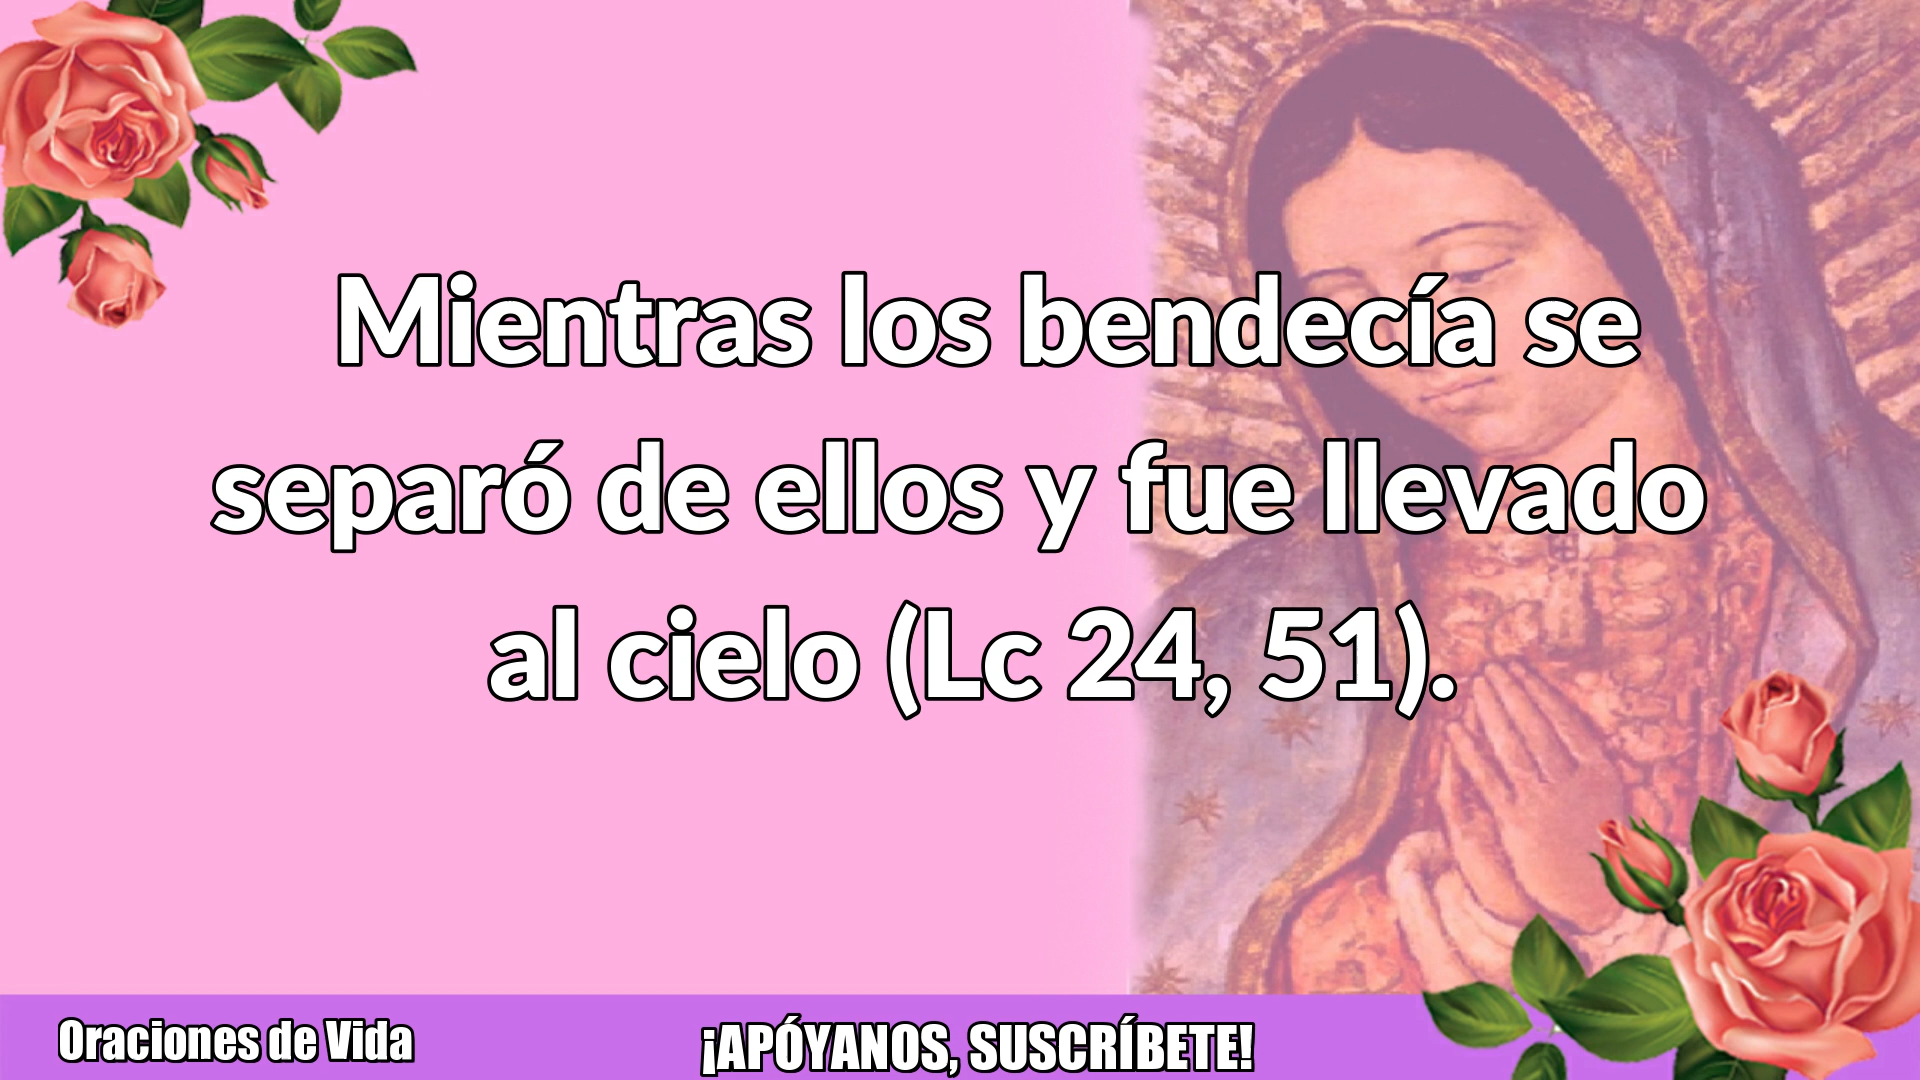 Mientras los bendecía se
separó de ellos y fue llevado
al cielo (Lc 24, 51).
Oraciones de Vida
¡APÓYANOS, SUSCRÍBETE!